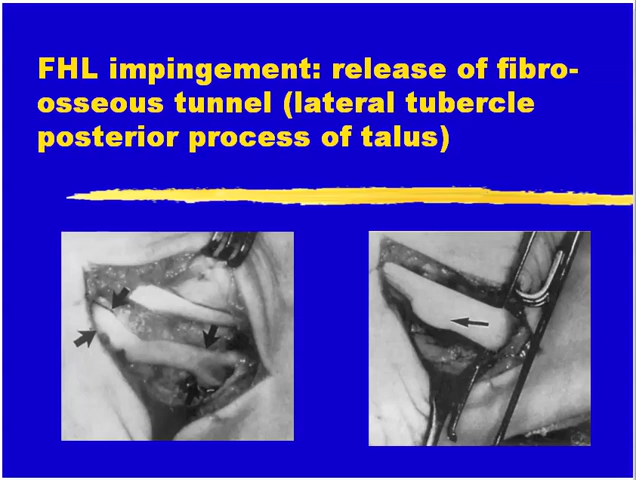 FHL impingement: release of fibro-
osseous tunnel (lateral tubercle
posterior process of talus)